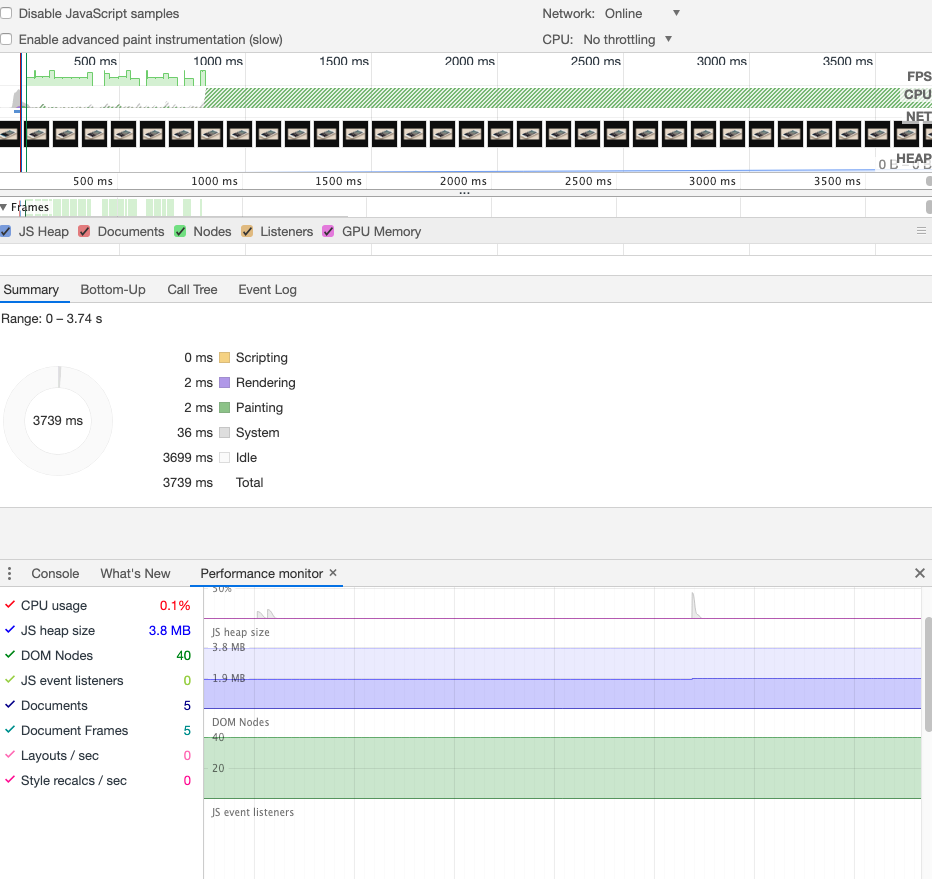 Disable JavaScript samples Network: Online
Enable advanced paint instrumentation (slow) CPU: No throttling
500 ms 1000 ms 1500 ms 2000 ms 2500 ms 3000 ms 3500 ms
FPS
CPU
NET
HEAP
500 ms 1000 ms 1500 ms 2000 ms 2500 ms 3000 ms 3500 ms
...
Frames
JS Heap Documents Nodes Listeners GPU Memory
Summary Bottom-Up Call Tree Event Log
Range: 0 – 3.74 s
0 ms Scripting
2 ms Rendering
3739 ms
2 ms Painting
36 ms System
3699 ms Idle
3739 ms Total
Console What's New Performance monitor ×
CPU usage 0.1%
JS heap size 3.8 MB
DOM Nodes 40
JS event listeners 0
Documents 5
Document Frames 5
Layouts / sec 0
Style recalcs / sec 0
50%
JS heap size
3.8 MB
1.9 MB
DOM Nodes
40
20
JS event listeners